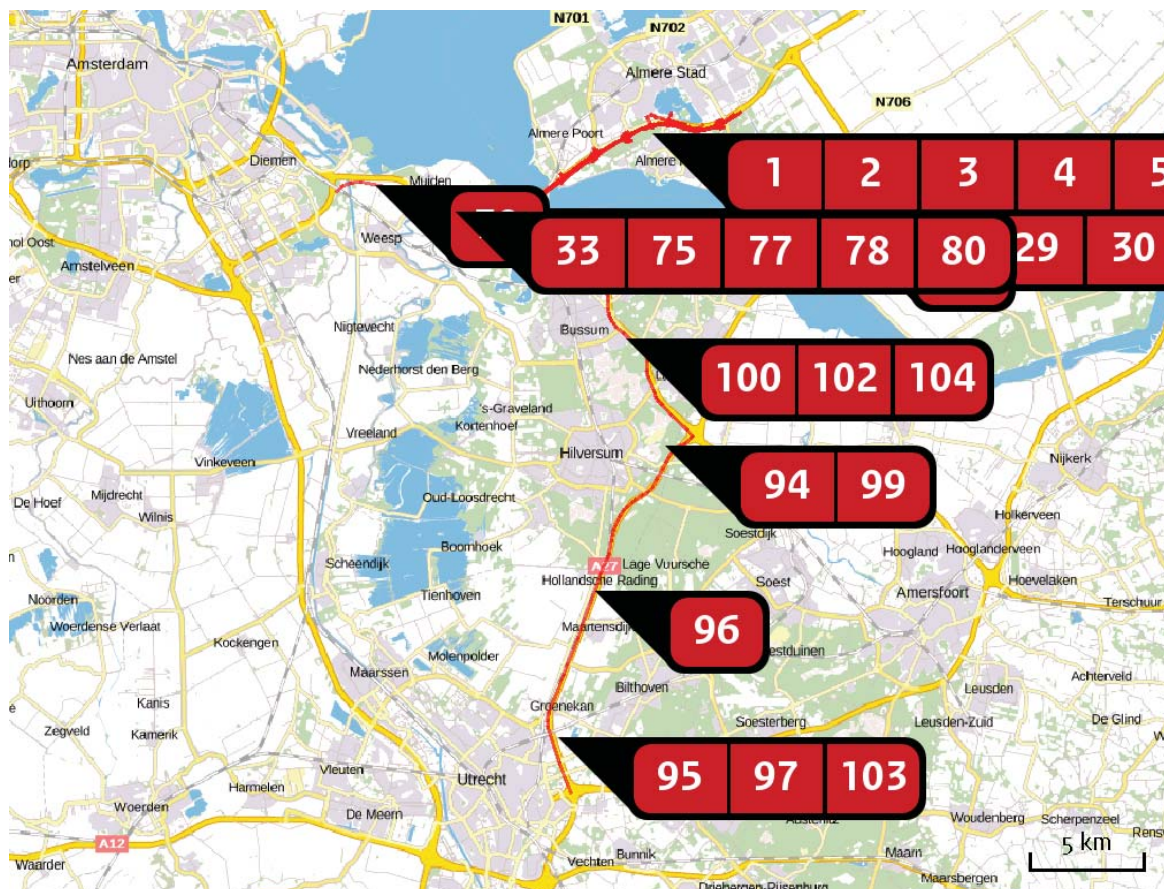 N701
N702
Amsterdam
Almere Stad
N706
Almere Poort
Diemen
Almere
1 2 3 4 5
Muiden
Weesp
Amstelveen
33 75 77 78 80 29 30
Nigtevecht
Bussum
Nes aan de Amstel
Nederhorst den Berg
100 102 104
Uithoorn
's-Graveland
Kortenhoef
Vreeland
Hilversum
Vinkeveen
Nijkerk
De Hoef
Mijdrecht
Wilnis
Oud-Loosdrecht
94 99
Holkerveen
Soestdijk
Boomhoek
Hoogland
Hooglanderveen
Scheendijk
A27
Lage Vuursche
Hollandsche Rading
Soest
Hoevelaken
Noorden
Tienhoven
Amersfoort
Terschuur
Woerdense Verlaat
Kockengen
Maartensdijk
96
Molenpolder
Maarssen
Bilthoven
Achterveld
Kanis
Leusden
Groenekan
Zegveld
Kamerik
Soesterberg
Leusden-Zuid
De Glind
Vleuten
Utrecht
95 97 103
Harmelen
Woerden
De Meern
Woudenberg
Scherpenzeel
A12
5 km
Waarder
Vechten
Bunnik
Maarn
Maarsbergen
Driebergen-Rijsenburg